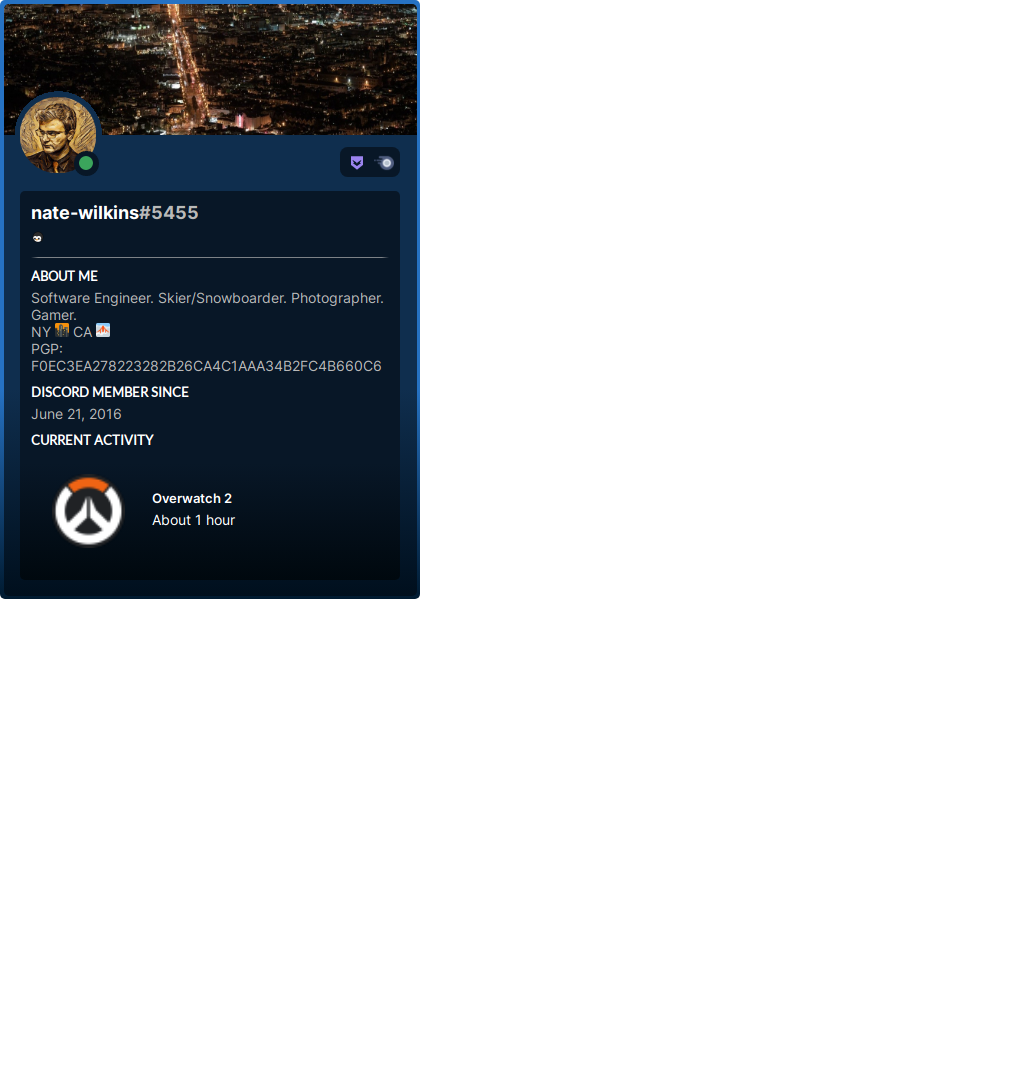 nate-wilkins#5455
ABOUT ME
Software Engineer. Skier/Snowboarder. Photographer.
Gamer.
NY 🌆 CA 🌉
PGP:
F0EC3EA278223282B26CA4C1AAA34B2FC4B660C6
DISCORD MEMBER SINCE
June 21, 2016
CURRENT ACTIVITY
Overwatch 2
About 1 hour